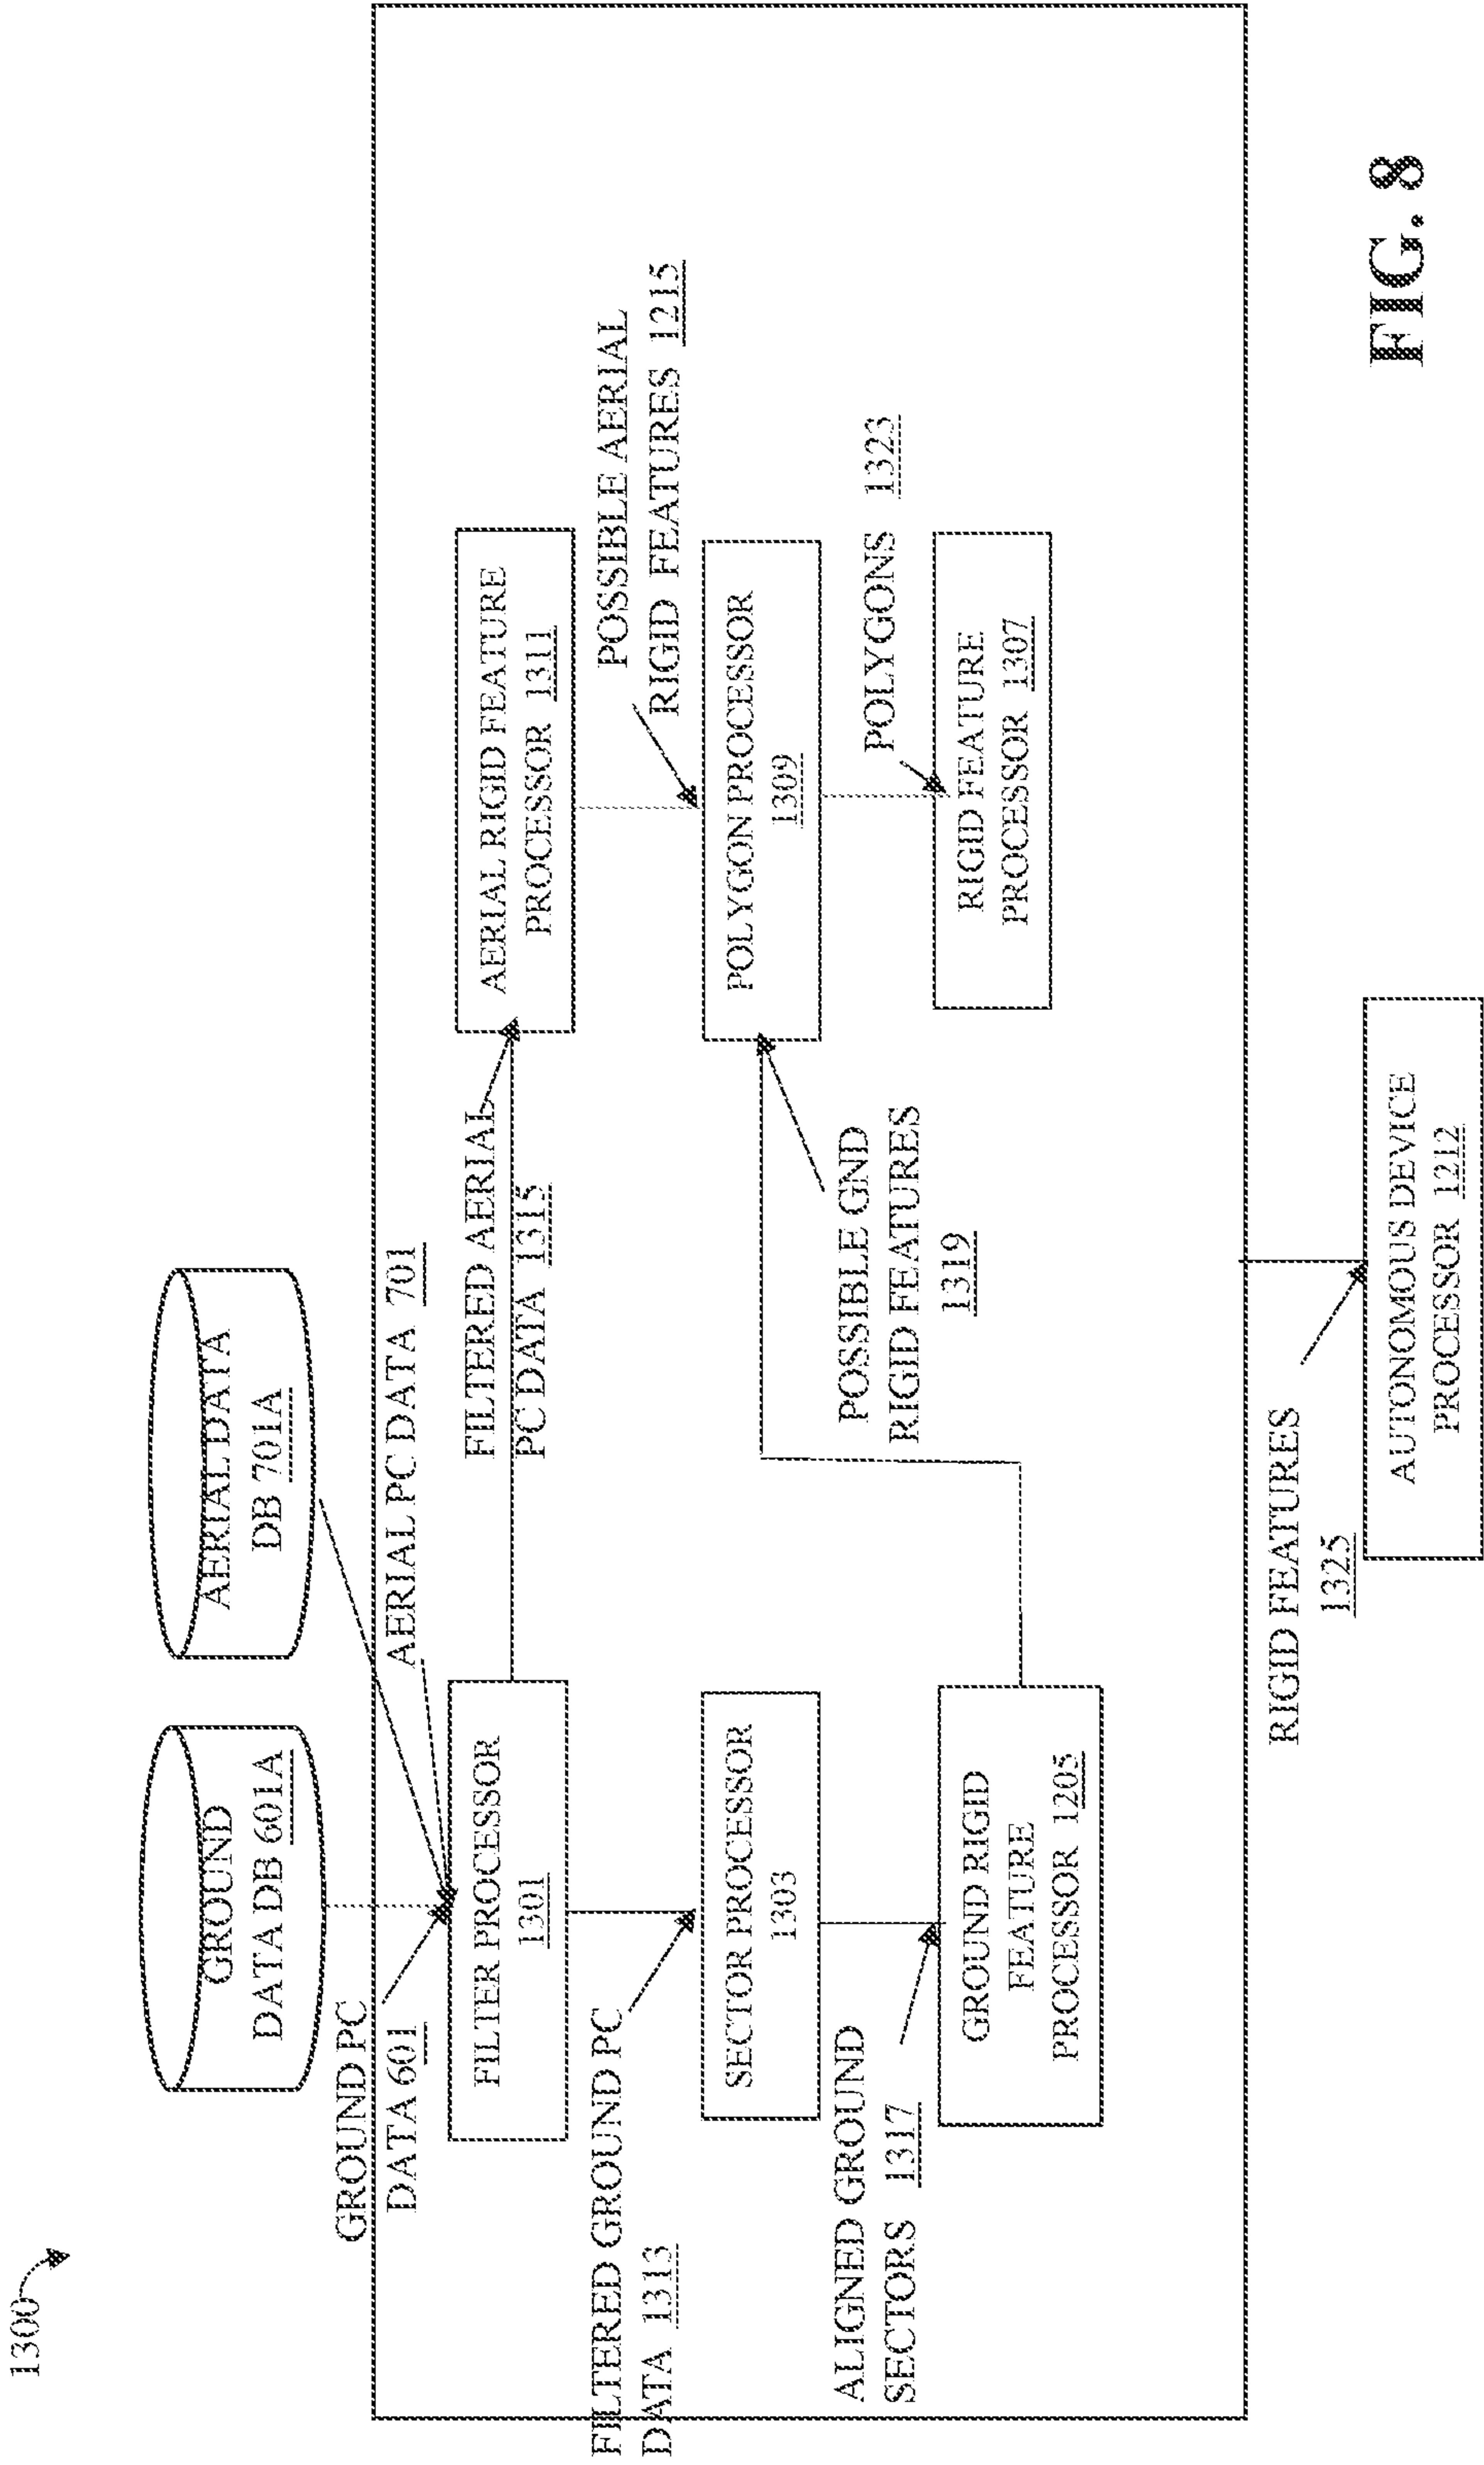 1300
GROUND
DATA DB 601A
AERIAL DATA
DB 701A
GROUND PC
DATA 601
AERIAL PC DATA 701
FILTER PROCESSOR
1301
FILTERED AERIAL
PC DATA 1315
AERIAL RIGID FEATURE
PROCESSOR 1311
FILTERED GROUND PC
DATA 1313
POSSIBLE AERIAL
RIGID FEATURES 1215
SECTOR PROCESSOR
1303
POLYGON PROCESSOR
1309
ALIGNED GROUND
SECTORS 1317
POSSIBLE GND
RIGID FEATURES
1319
POLYGONS 1323
GROUND RIGID
FEATURE
PROCESSOR 1205
RIGID FEATURE
PROCESSOR 1307
RIGID FEATURES
1325
AUTONOMOUS DEVICE
PROCESSOR 1212
FIG. 8